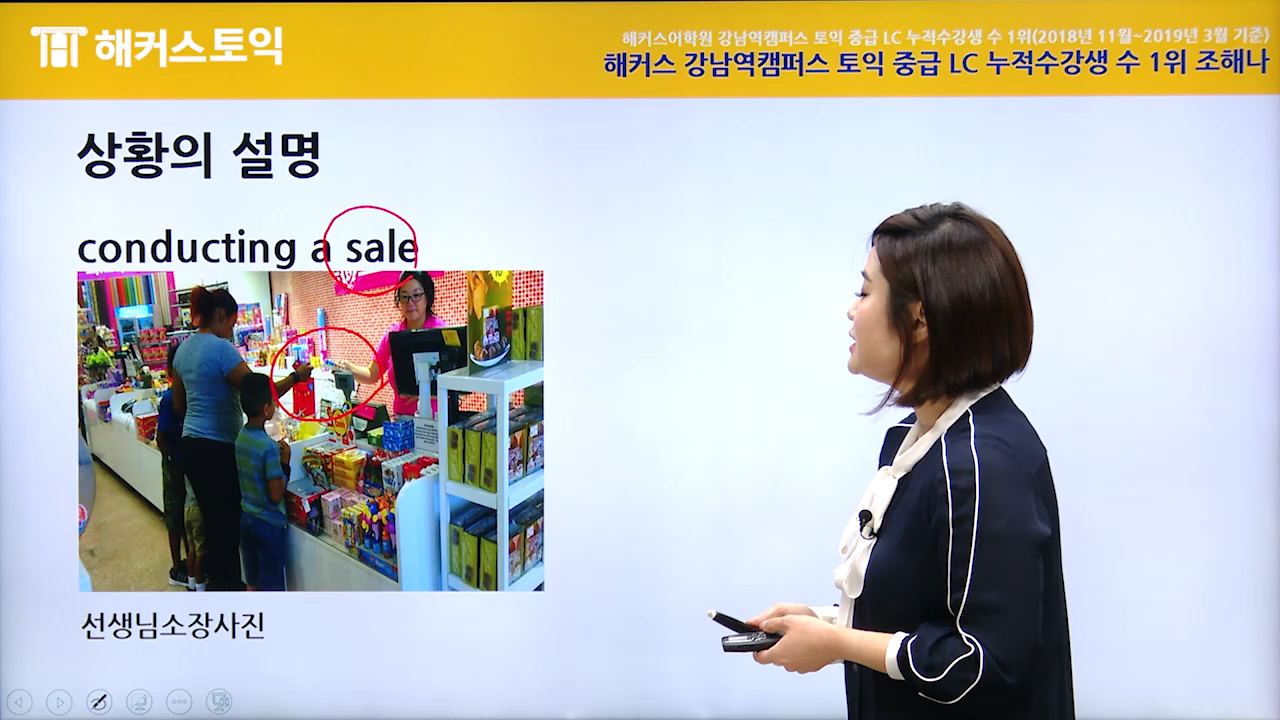 해커스토익
해커스어학원 강남역캠퍼스 토익 중급 LC 누적수강생 수 1위(2018년 11월~2019년 3월 기준)
해커스 강남역캠퍼스 토익 중급 LC 누적수강생 수 1위 조해나
상황의 설명
conducting a sale
선생님소장사진